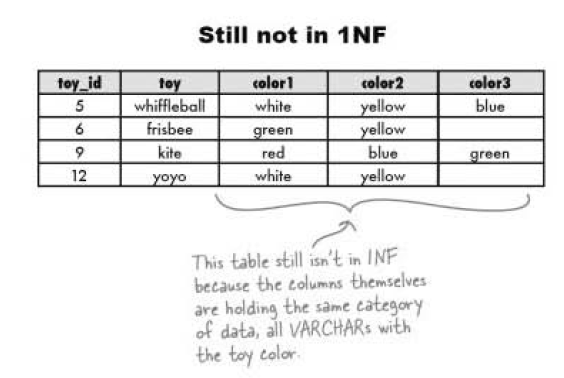 Still not in 1NF
toy_id toy color1 color2 color3
5 whiffleball white yellow blue
6 frisbee green yellow
9 kite red blue green
12 yoyo white yellow
This table still isn't in 1NF
because the columns themselves
are holding the same category
of data, all VARCHARs with
the toy color.